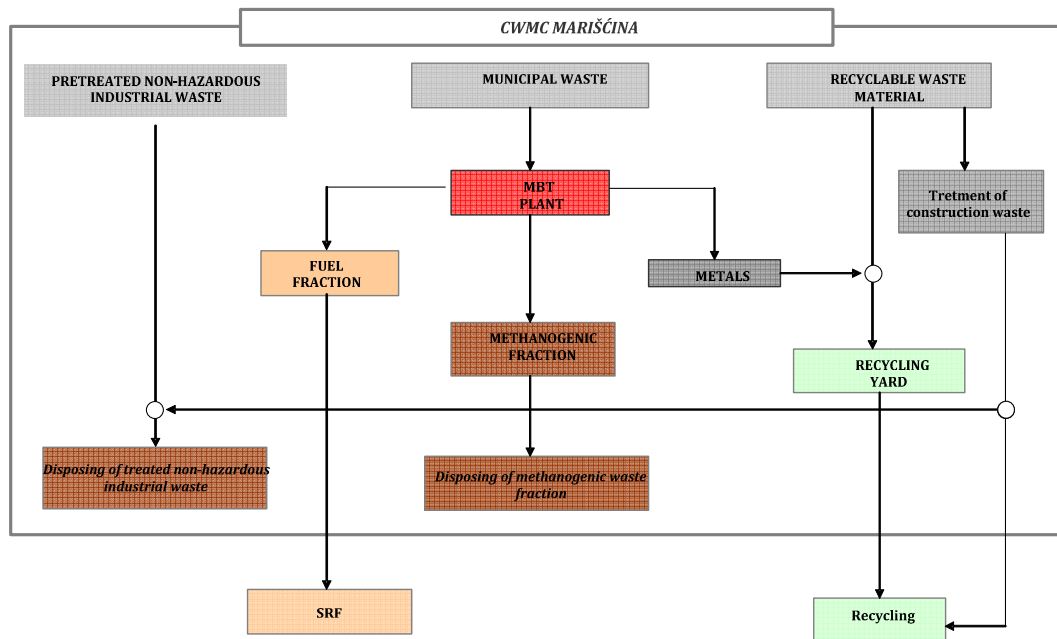 CWMC MARIŠĆINA
PRETREATED NON-HAZARDOUS
INDUSTRIAL WASTE
MUNICIPAL WASTE
RECYCLABLE WASTE
MATERIAL
MBT
PLANT
Tretment of
construction waste
FUEL
FRACTION
METALS
METHANOGENIC
FRACTION
RECYCLING
YARD
Disposing of treated non-hazardous
industrial waste
Disposing of methanogenic waste
fraction
SRF
Recycling